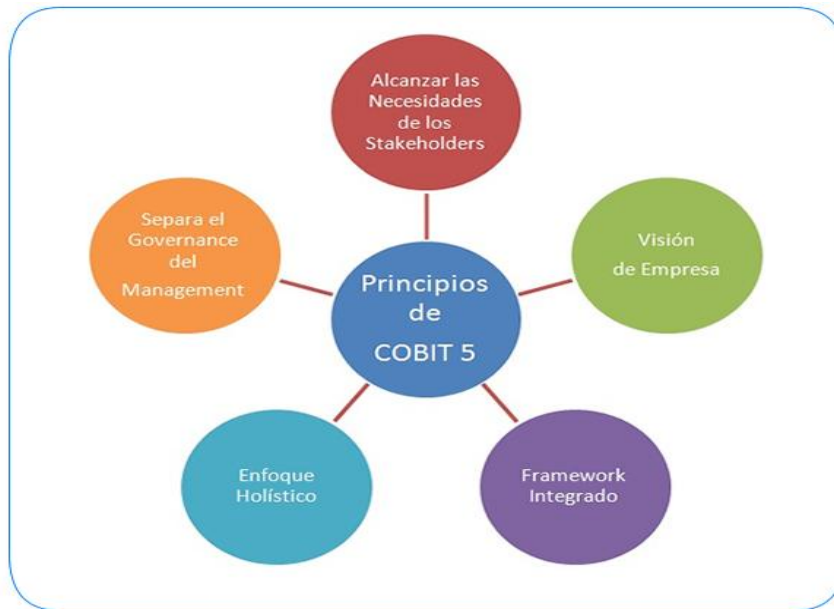 Alcanzar las
Necesidades
de los
Stakeholders
Separa el
Governance
del
Management
Visión
de Empresa
Principios
de
COBIT 5
Enfoque
Holístico
Framework
Integrado